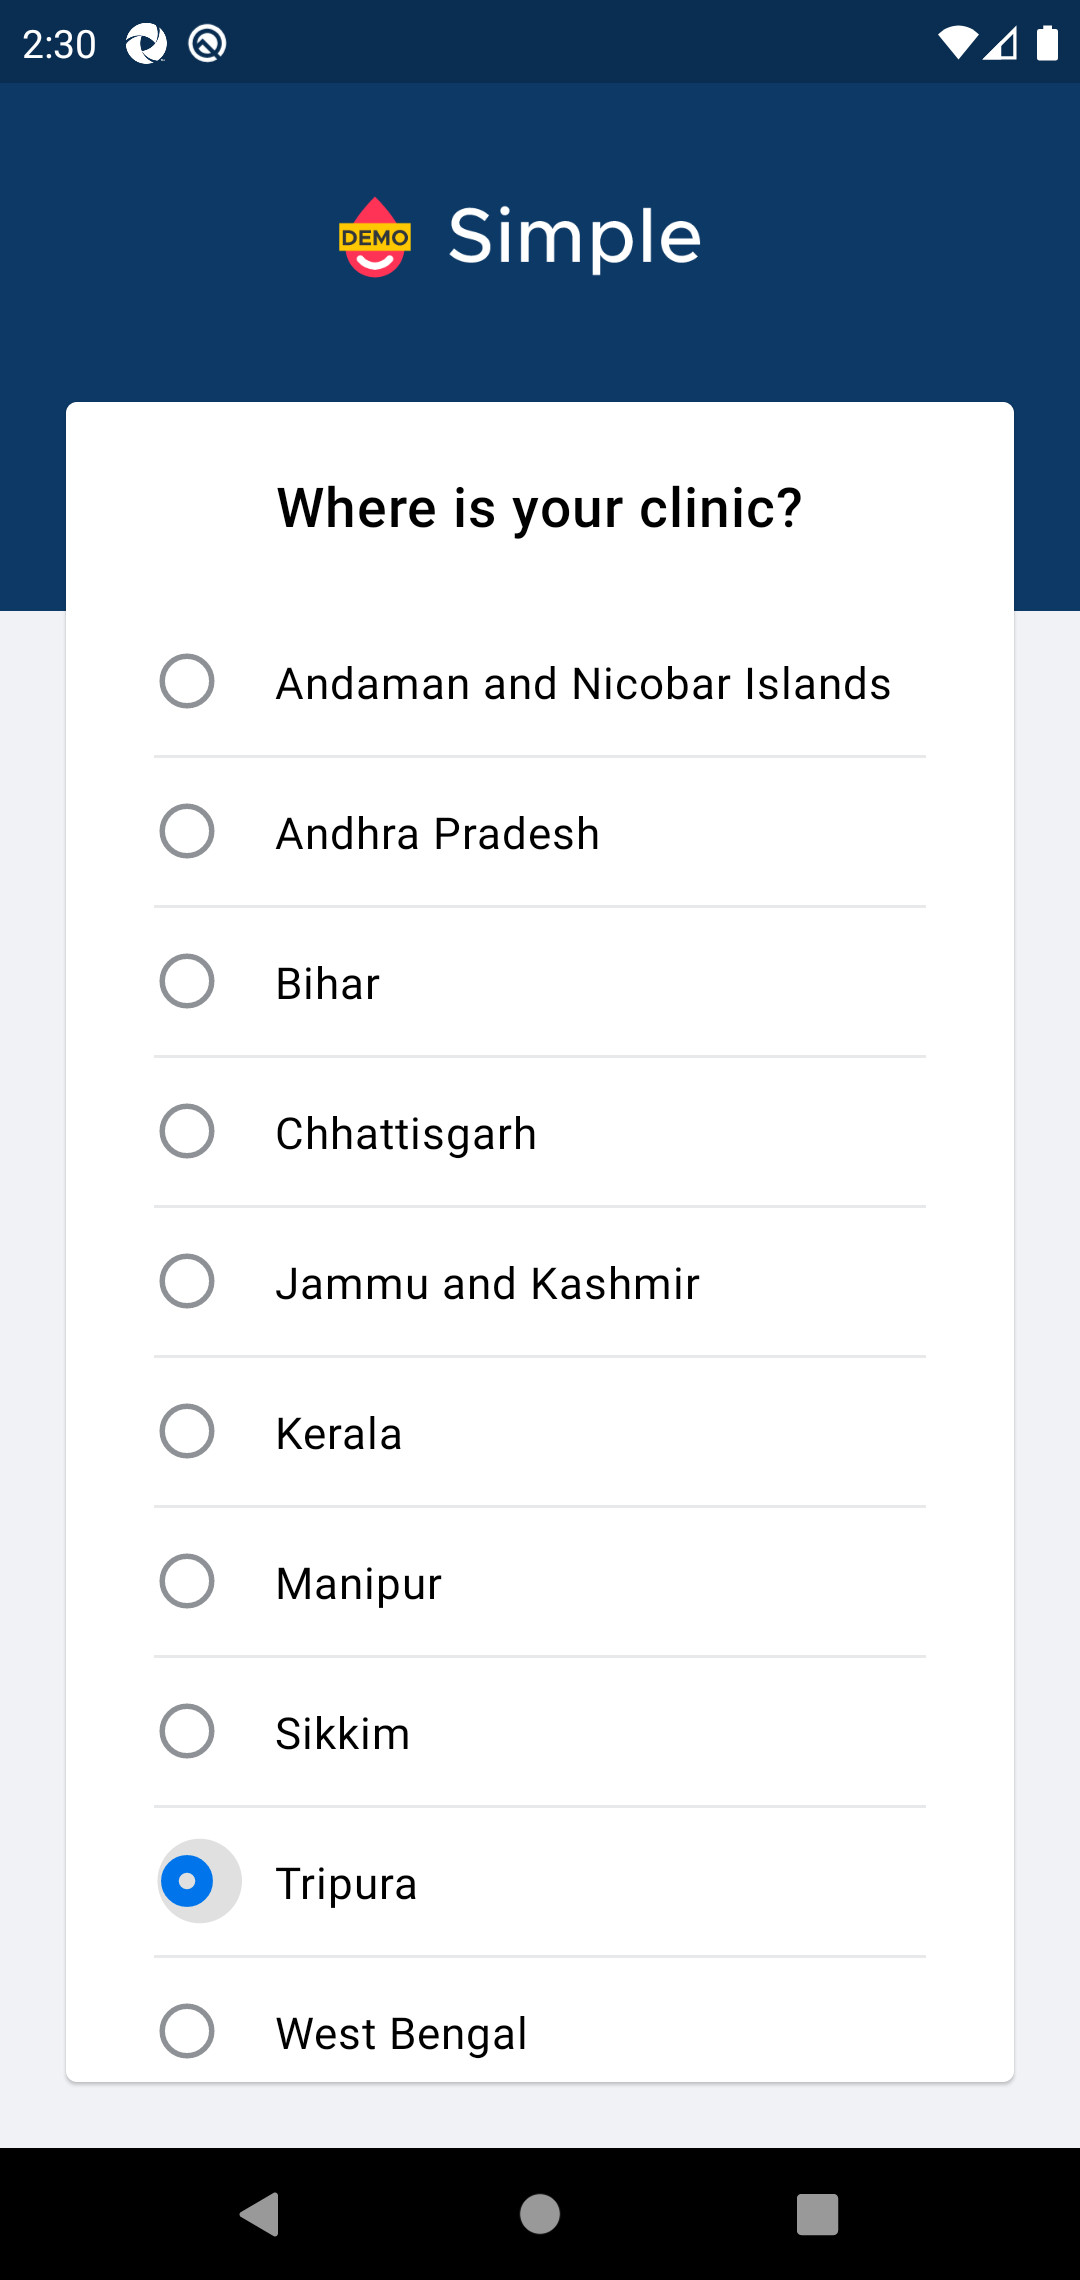 2:30
DEMO Simple
Where is your clinic?
Andaman and Nicobar Islands
Andhra Pradesh
Bihar
Chhattisgarh
Jammu and Kashmir
Kerala
Manipur
Sikkim
Tripura
West Bengal